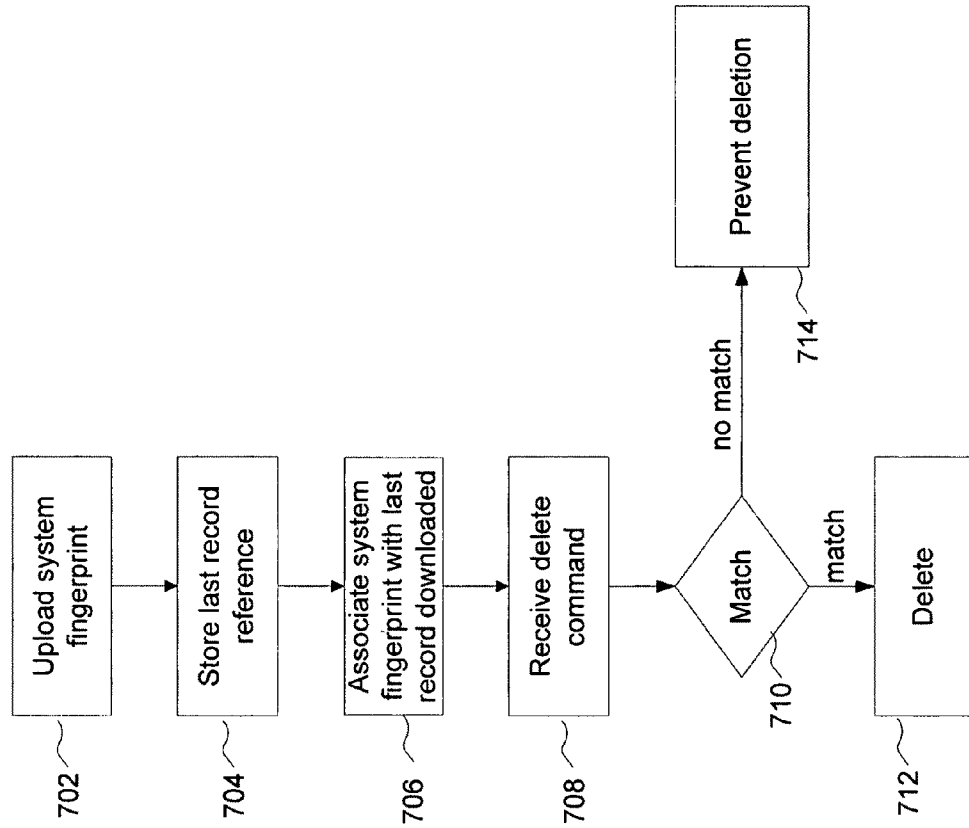 702
Upload system
fingerprint
704
Store last record
reference
706
Associate system
fingerprint with last
record downloaded
708
Receive delete
command
710
Match
no match
714
Prevent deletion
match
712
Delete